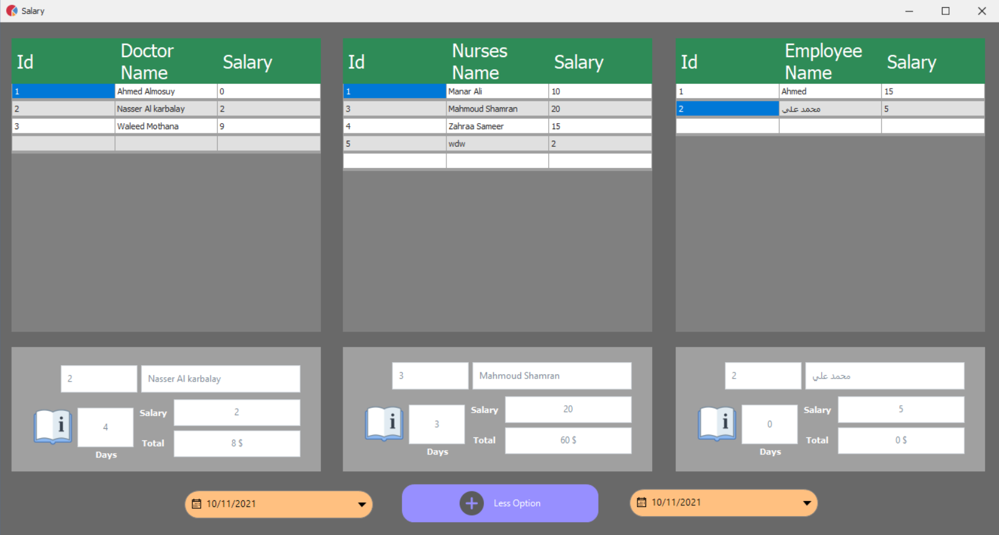 Salary
Id Doctor Name Salary
1 Ahmed Almosuy 0
2 Nasser Al karbalay 2
3 Waleed Mothana 9
Id Nurses Name Salary
1 Manar Ali 10
3 Mahmoud Shamran 20
4 Zahraa Sameer 15
5 wdw 2
Id Employee Name Salary
1 Ahmed 15
2 محمد علي 5
2 Nasser Al karbalay
Salary 2
4
Total 8 $
Days
3 Mahmoud Shamran
Salary 20
3
Total 60 $
Days
2 محمد علي
Salary 5
0
Total 0 $
Days
10/11/2021
Less Option
10/11/2021